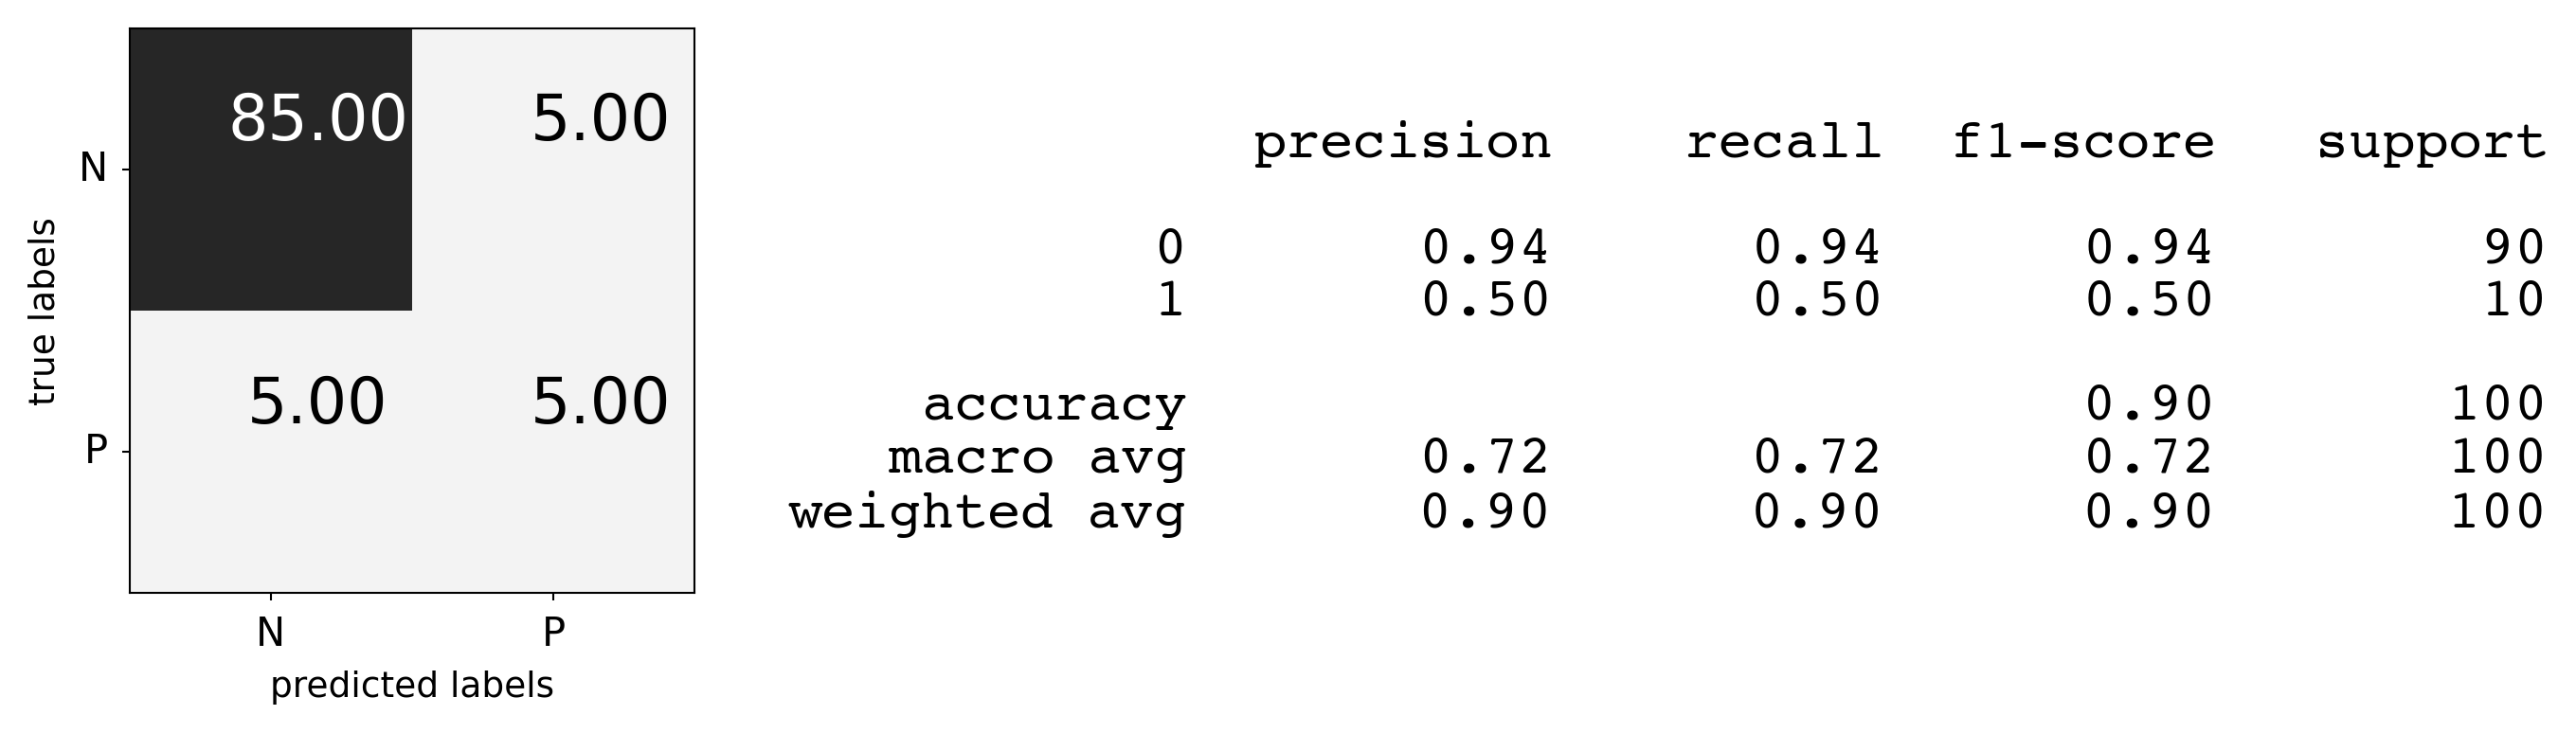 85.00 5.00
N
5.00 5.00
P
true labels
N P
predicted labels
precision recall f1-score support
0 0.94 0.94 0.94 90
1 0.50 0.50 0.50 10
accuracy 0.90 100
macro avg 0.72 0.72 0.72 100
weighted avg 0.90 0.90 0.90 100